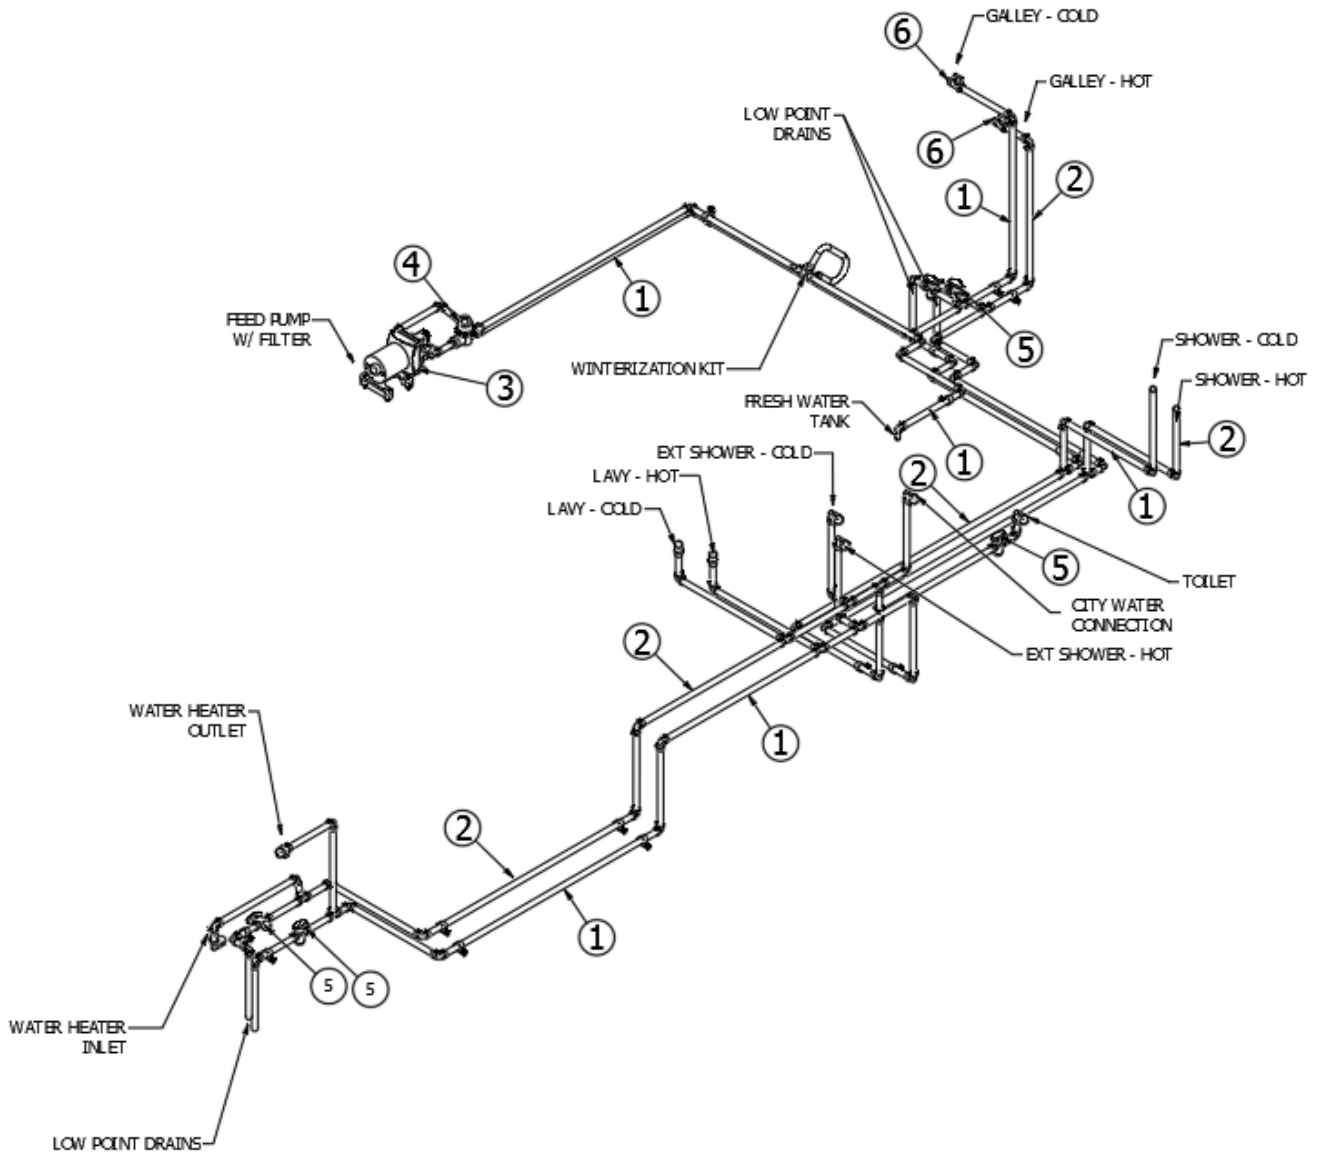 GALLEY - COLD
6
GALLEY - HOT
LOW POINT
DRAINS
6
2
1
4
1
FEED PUMP
W/ FILTER
5
SHOWER - COLD
WINTERIZATION KIT
SHOWER - HOT
3
FRESH WATER
TANK
2
EXT SHOWER - COLD
1
LAVY - HOT
2
1
LAVY - COLD
5
TOILET
CITY WATER
CONNECTION
2
EXT SHOWER - HOT
WATER HEATER
OUTLET
1
2
1
5
5
WATER HEATER
INLET
LOW POINT DRAINS